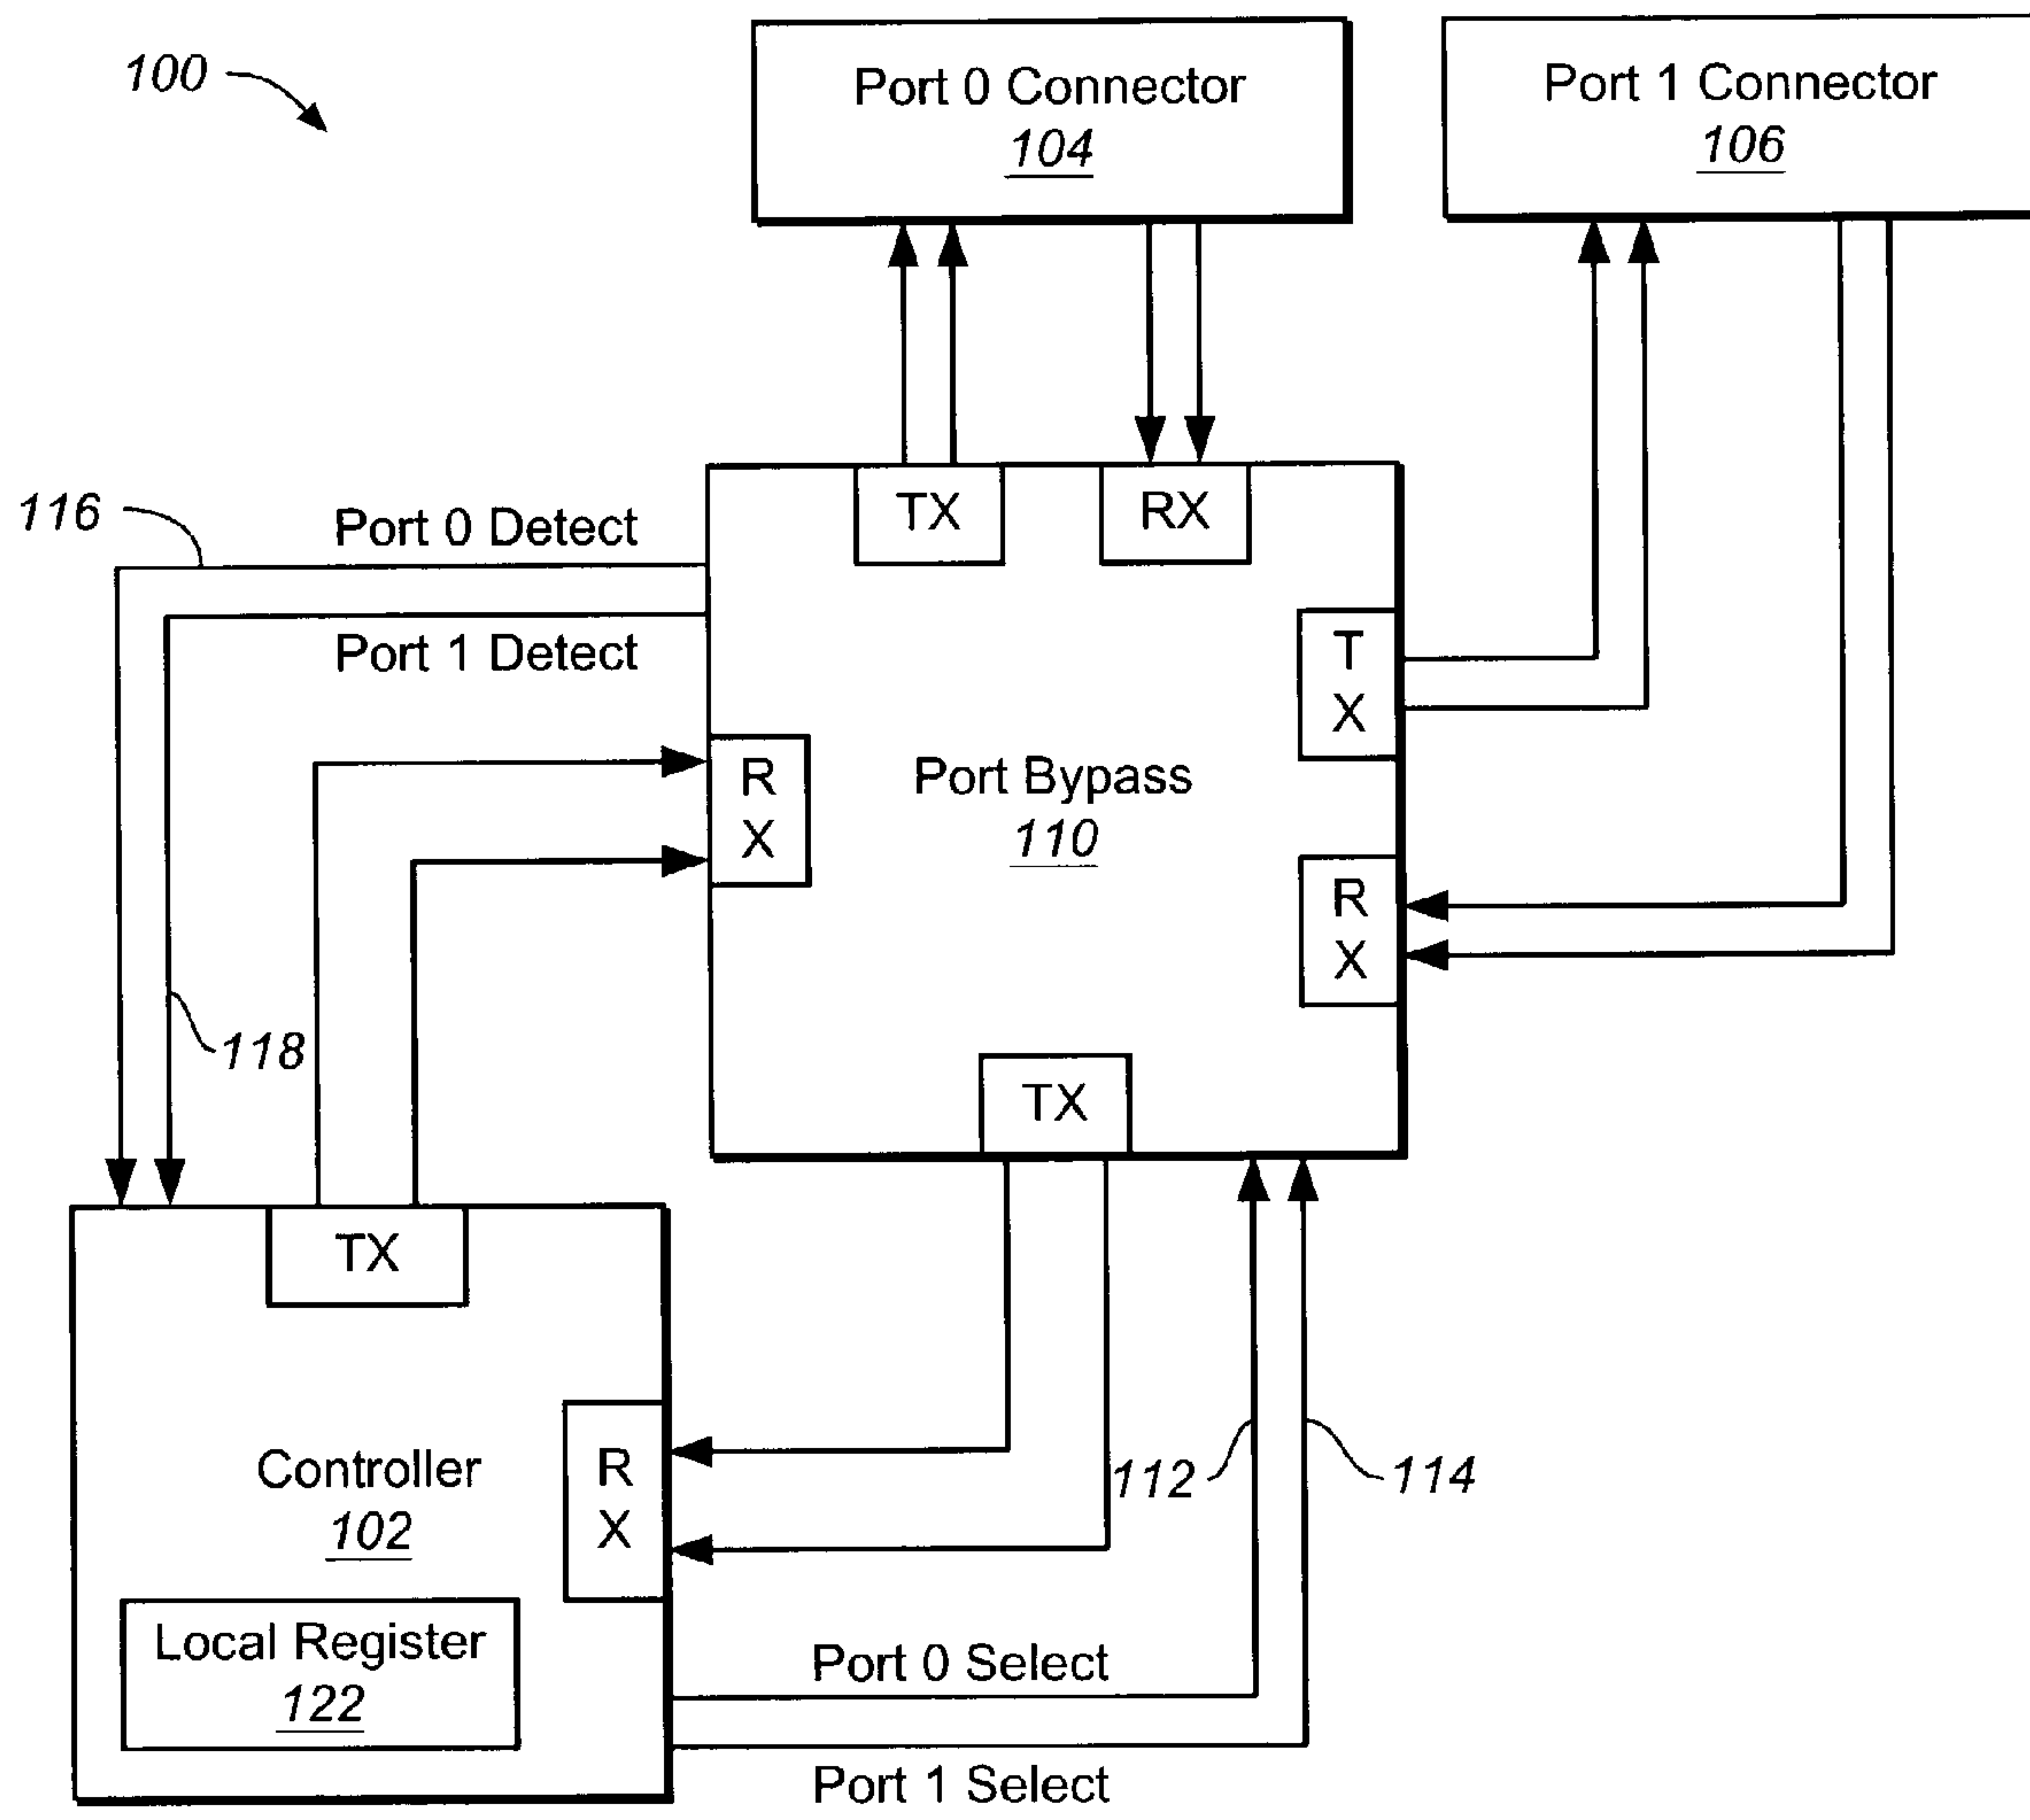 100
Port 0 Connector
104
Port 1 Connector
106
116
Port 0 Detect
Port 1 Detect
TX
RX
T
X
R
X
Port Bypass
110
R
X
118
TX
TX
Controller
102
R
X
112
114
Local Register
122
Port 0 Select
Port 1 Select